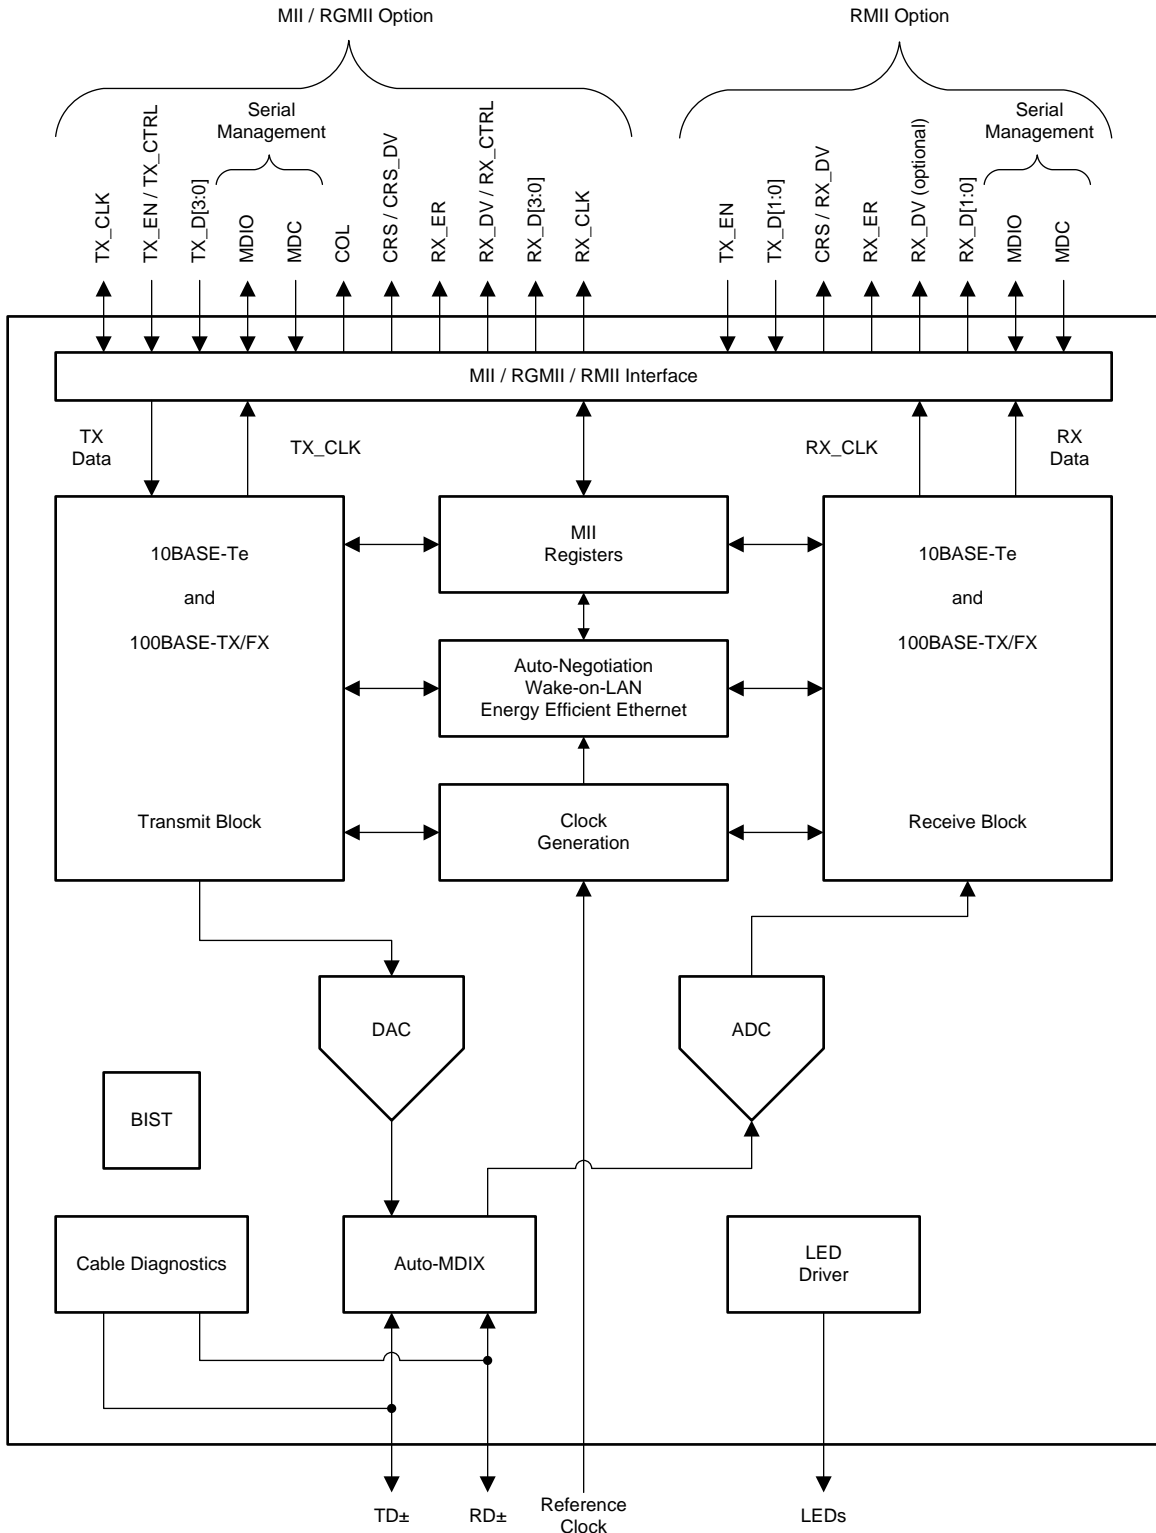 MII / RGMII Option
RMII Option
Serial
Management
Serial
Management
TX_CLK
TX_EN / TX_CTRL
TX_D[3:0]
MDIO
MDC
COL
CRS / CRS_DV
RX_ER
RX_DV / RX_CTRL
RX_D[3:0]
RX_CLK
TX_EN
TX_D[1:0]
CRS / RX_DV
RX_ER
RX_DV (optional)
RX_D[1:0]
MDIO
MDC
MII / RGMII / RMII Interface
TX
Data
TX_CLK
RX_CLK
RX
Data
10BASE-Te
and
100BASE-TX/FX
Transmit Block
MII
Registers
Auto-Negotiation
Wake-on-LAN
Energy Efficient Ethernet
Clock
Generation
10BASE-Te
and
100BASE-TX/FX
Receive Block
DAC
ADC
BIST
Cable Diagnostics
Auto-MDIX
LED
Driver
TD±
RD±
Reference
Clock
LEDs